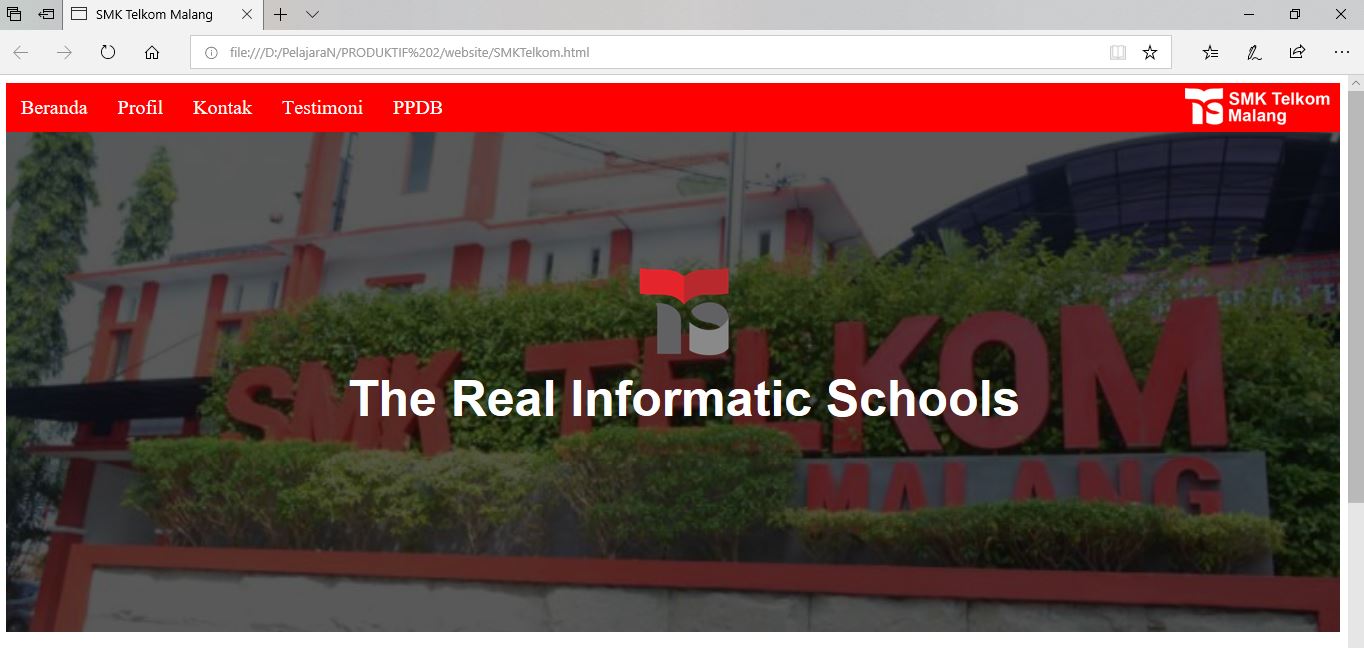 SMK Telkom Malang
file:///D:/PelajaraN/PRODUKTIF%202/website/SMKTelkom.html
Beranda Profil Kontak Testimoni PPDB
SMK Telkom
Malang
The Real Informatic Schools
SMK TELKOM
MALANG